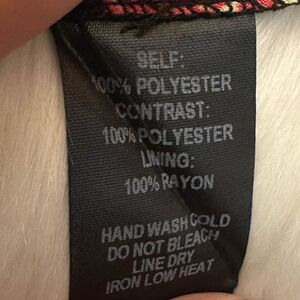 SELF:
100% POLYESTER
CONTRAST:
100% POLYESTER
LINING:
100% RAYON
HAND WASH COLD
DO NOT BLEACH
LINE DRY
IRON LOW HEAT